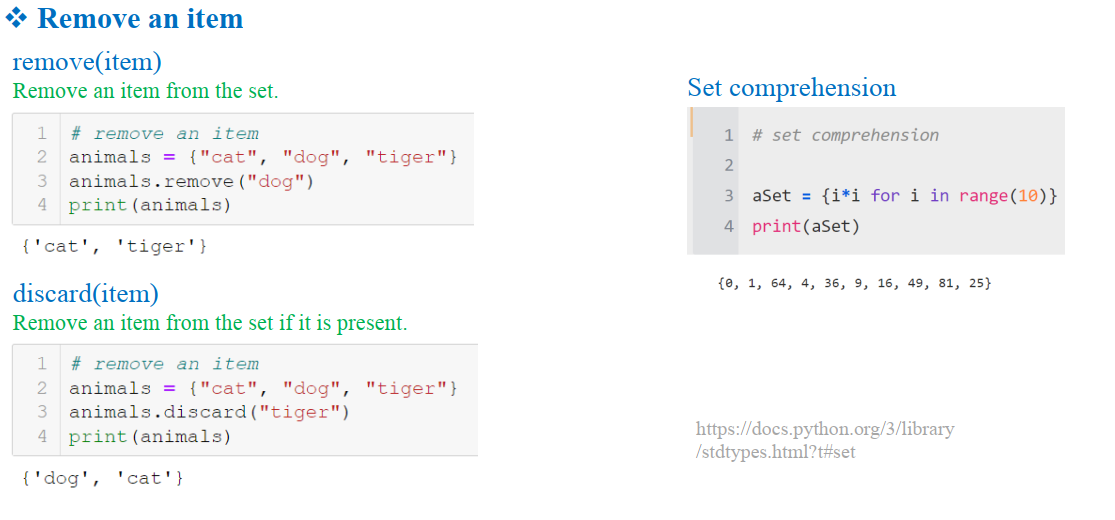 ❖ Remove an item
remove(item)
Remove an item from the set.
1 # remove an item
2 animals = {"cat", "dog", "tiger"}
3 animals.remove("dog")
4 print(animals)
{'cat', 'tiger'}
discard(item)
Remove an item from the set if it is present.
1 # remove an item
2 animals = {"cat", "dog", "tiger"}
3 animals.discard("tiger")
4 print(animals)
{'dog', 'cat'}
Set comprehension
1 # set comprehension
2
3 aSet = {i*i for i in range(10)}
4 print(aSet)
{0, 1, 64, 4, 36, 9, 16, 49, 81, 25}
https://docs.python.org/3/library
/stdtypes.html?t#set